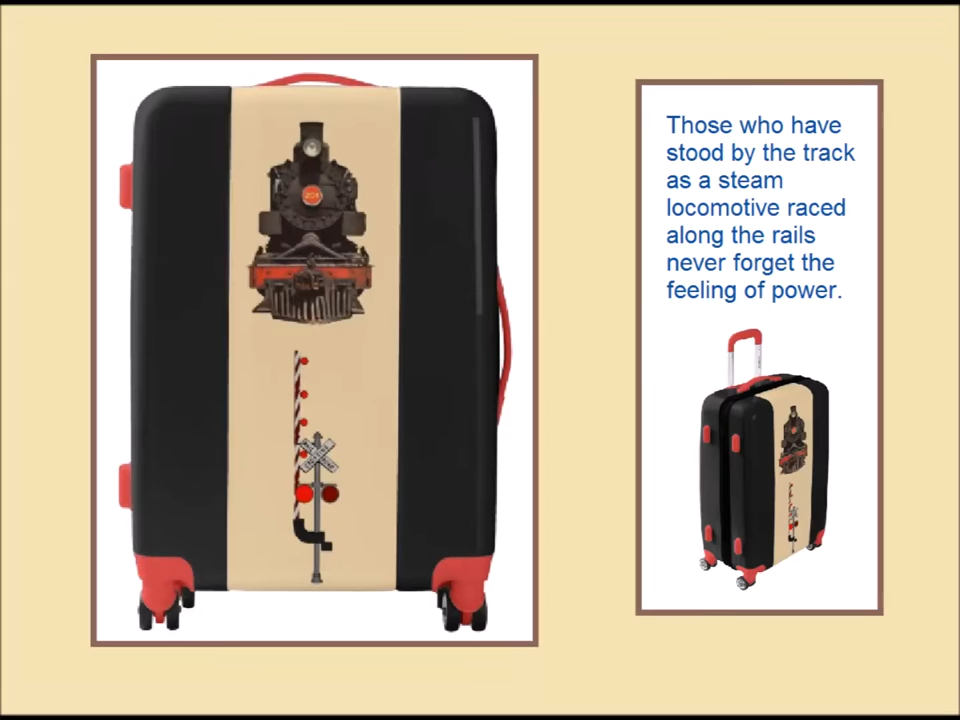 Those who have
stood by the track
as a steam
locomotive raced
along the rails
never forget the
feeling of power.